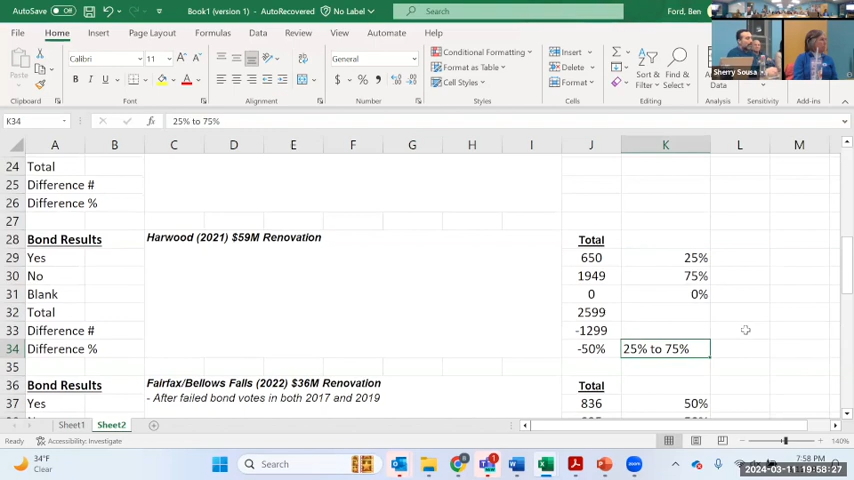 AutoSave Off Book1 (version 1) • AutoRecovered No Label Search Ford, Ben
File Home Insert Page Layout Formulas Data Review View Automate Help
Calibri 11 General Conditional Formatting Insert
Paste Format as Table Delete Sort & Find &
Cell Styles Format Filter Select Sherry Sousa
Clipboard Font Alignment Number Styles Cells Editing Analysis Sensitivity Add-ins
K34 fx 25% to 75%
A B C D E F G H I J K L M
24 Total
25 Difference #
26 Difference %
27
28 Bond Results Harwood (2021) $59M Renovation Total
29 Yes 650 25%
30 No 1949 75%
31 Blank 0 0%
32 Total 2599
33 Difference # -1299
34 Difference % -50% 25% to 75%
35
36 Bond Results Fairfax/Bellows Falls (2022) $36M Renovation Total
- After failed bond votes in both 2017 and 2019
37 Yes 836 50%
Sheet1 Sheet2
Ready Accessibility: Investigate 140%
34°F
Clear
Search
7:58 PM
2024-03-11 19:58:27